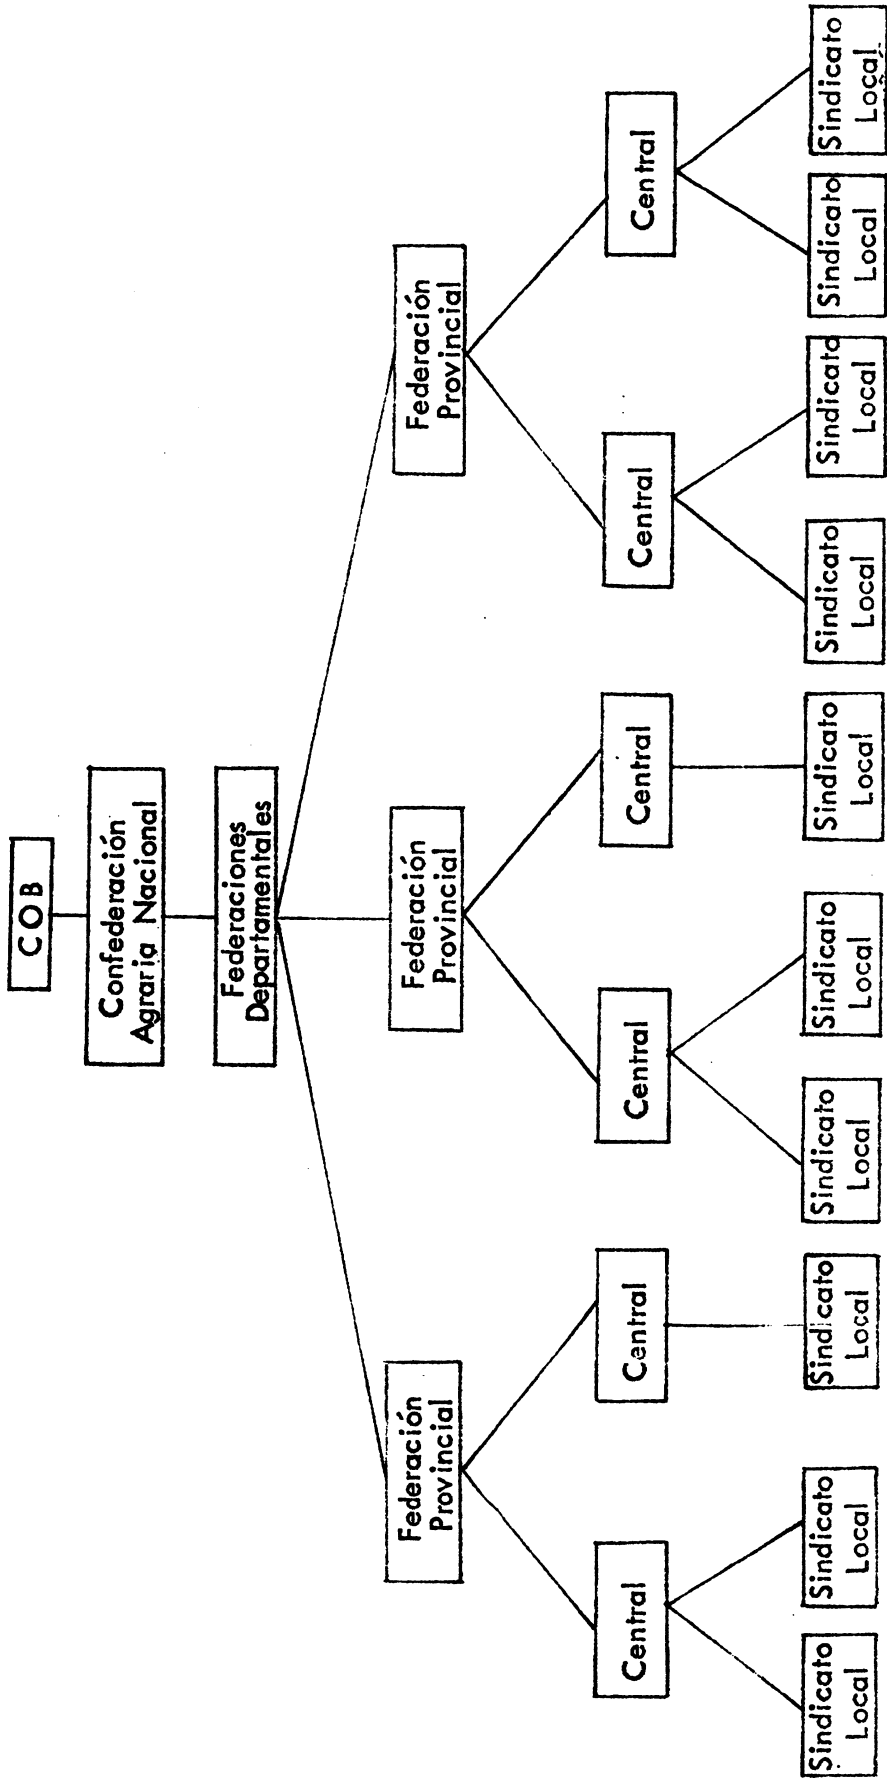 COB
Confederación
Agraria Nacional
Federaciones
Departamentales
Federación
Provincial
Federación
Provincial
Federación
Provincial
Central
Central
Central
Central
Central
Central
Sindicato
Local
Sindicato
Local
Sindicato
Local
Sindicato
Local
Sindicato
Local
Sindicato
Local
Sindicato
Local
Sindicato
Local
Sindicato
Local
Sindicato
Local